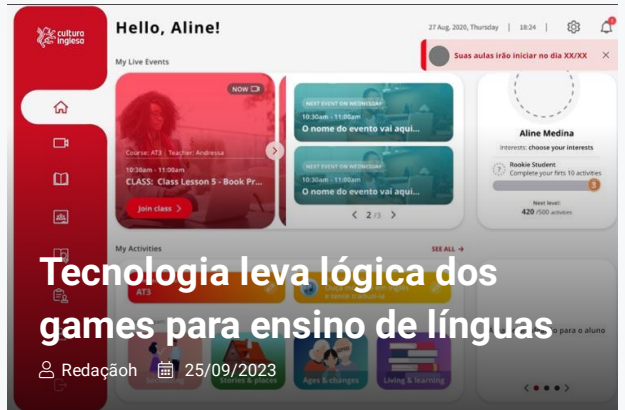 cultura
inglesa
Hello, Aline!
27 Aug. 2020, Thursday | 18:24 |
Suas aulas irão iniciar no dia XX/XX
My Live Events
NOW
Course: AT3 | Teacher: Andressa
10:30am - 11:00am
CLASS: Class Lesson 5 - Book Pr...
Join class
NEXT EVENT ON WEDNESDAY
10:30am - 11:00am
O nome do evento vai aqui...
NEXT EVENT ON WEDNESDAY
10:30am - 11:00am
O nome do evento vai aqui...
2 /3
Aline Medina
Interests: choose your interests
Rookie Student
Complete your firts 10 activities
Next level:
420 /500 activities
My Activities
SEE ALL
AT3
Tecnologia leva lógica dos
games para ensino de línguas
para o aluno
Redaçãoh 25/09/2023
Stories & places
Ages & changes
Living & learning